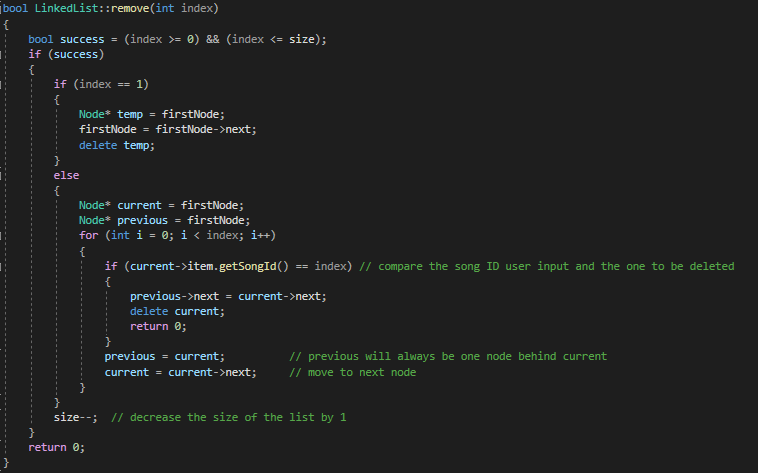 bool LinkedList::remove(int index)
{
    bool success = (index >= 0) && (index <= size);
    if (success)
    {
        if (index == 1)
        {
            Node* temp = firstNode;
            firstNode = firstNode->next;
            delete temp;
        }
        else
        {
            Node* current = firstNode;
            Node* previous = firstNode;
            for (int i = 0; i < index; i++)
            {
                if (current->item.getSongId() == index) // compare the song ID user input and the one to be deleted
                {
                    previous->next = current->next;
                    delete current;
                    return 0;
                }
                previous = current;          // previous will always be one node behind current
                current = current->next;     // move to next node
            }
        }
        size--;  // decrease the size of the list by 1
    }
    return 0;
}